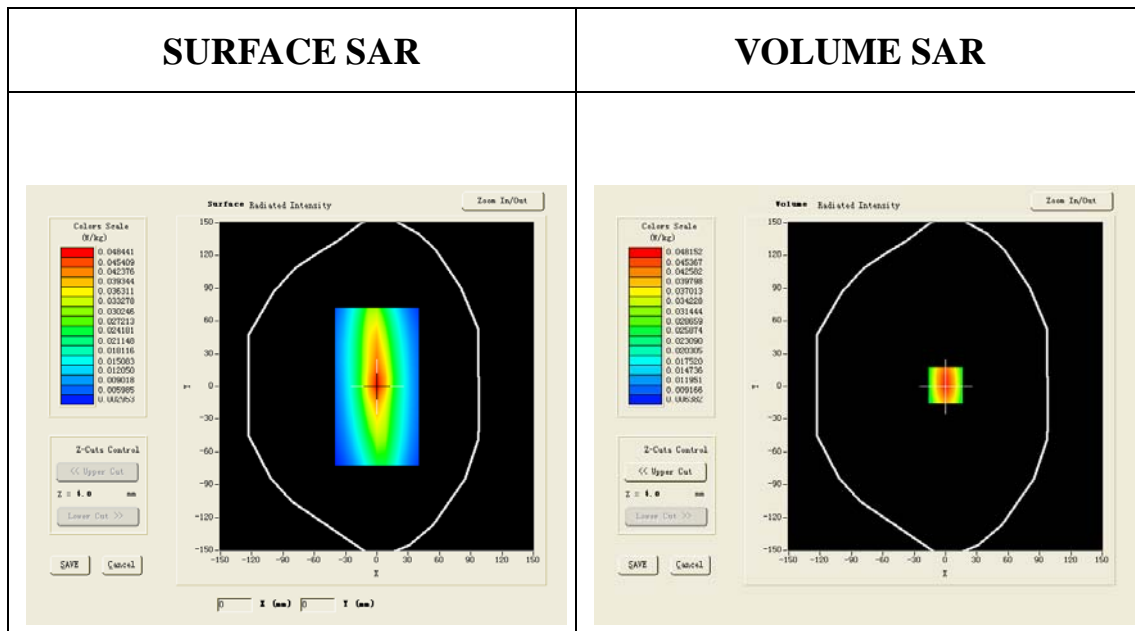 SURFACE SAR
VOLUME SAR
Surface Radiated Intensity
Zoom In/Out
Colors Scale
(W/kg)
0.048441
0.045409
0.042376
0.039344
0.036311
0.033278
0.030246
0.027213
0.024181
0.021148
0.018116
0.015083
0.012050
0.009018
0.005985
0.002953
150
90
60
30
0
-30
-60
-90
-120
-150
Y
-150 -120 -90 -60 -30 0 30 60 90 120 150
X
Z-Cuts Control
<< Upper Cut
Z = 4.0 mm
Lower Cut >>
SAVE Cancel
0 X (mm) 0 Y (mm)
Volume Radiated Intensity
Zoom In/Out
Colors Scale
(W/kg)
0.048152
0.045367
0.042582
0.039798
0.037013
0.034228
0.031444
0.028659
0.025874
0.023090
0.020305
0.017520
0.014736
0.011951
0.009166
0.006382
150
90
60
30
0
-30
-60
-90
-120
-150
Y
-150 -120 -90 -60 -30 0 30 60 90 120 150
X
Z-Cuts Control
<< Upper Cut
Z = 4.0 mm
Lower Cut >>
SAVE Cancel